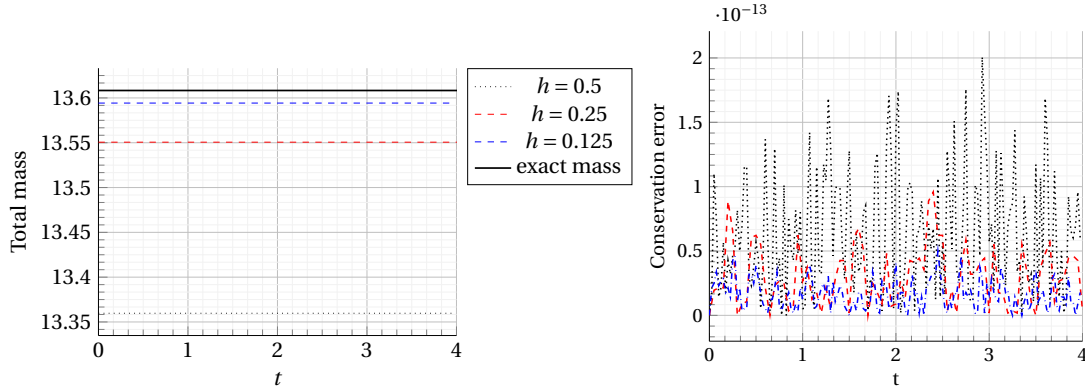 13.6
13.55
13.5
13.45
13.4
13.35
0
1
2
3
4
t
Total mass
h = 0.5
h = 0.25
h = 0.125
exact mass
·10−13
2
1.5
1
0.5
0
0
1
2
3
4
t
Conservation error